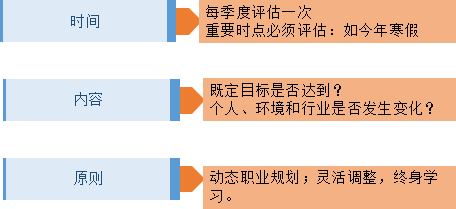 时间
每季度评估一次
重要时点必须评估：如今年寒假
内容
既定目标是否达到？
个人、环境和行业是否发生变化？
原则
动态职业规划；灵活调整，终身学
习。